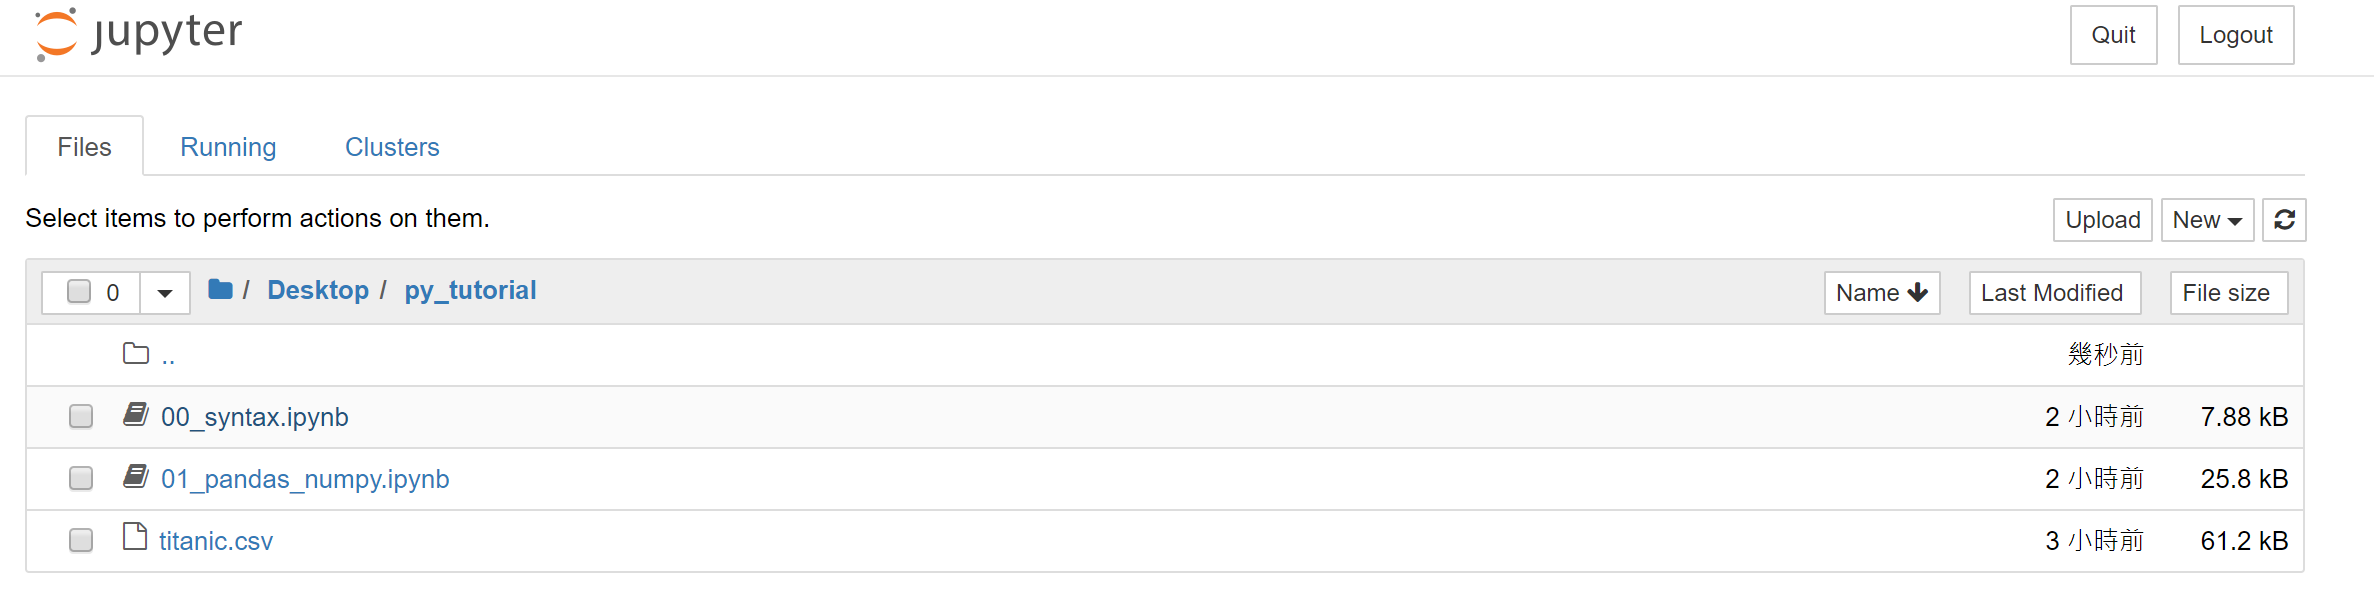 jupyter
Quit
Logout
Files
Running
Clusters
Select items to perform actions on them.
Upload
New
0
/ Desktop / py_tutorial
Name
Last Modified
File size
..
幾秒前
00_syntax.ipynb
2 小時前
7.88 kB
01_pandas_numpy.ipynb
2 小時前
25.8 kB
titanic.csv
3 小時前
61.2 kB